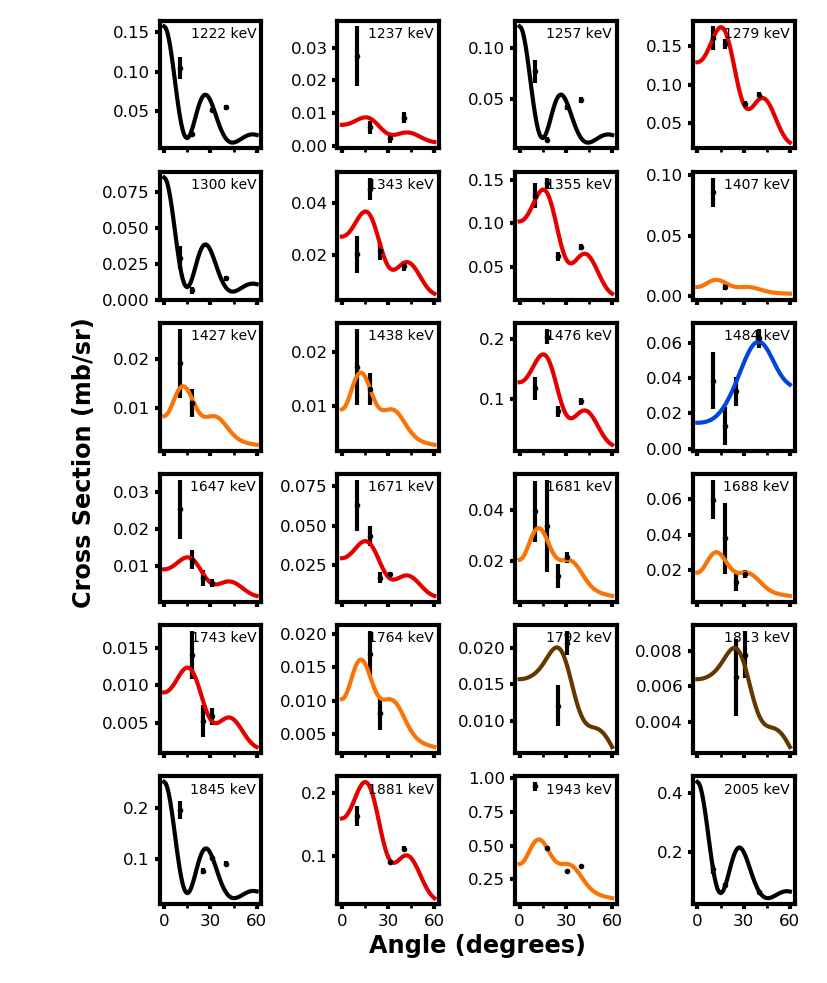 1222 keV 1237 keV 1257 keV 1279 keV
0.15 0.10 0.05
0.03 0.02 0.01 0.00
0.10 0.05
0.15 0.10 0.05
1300 keV 1343 keV 1355 keV 1407 keV
0.075 0.050 0.025 0.000
0.04 0.02
0.15 0.10 0.05
0.10 0.05 0.00
1427 keV 1438 keV 1476 keV 1484 keV
0.02 0.01
0.02 0.01
0.2 0.1
0.06 0.04 0.02 0.00
1647 keV 1671 keV 1681 keV 1688 keV
0.03 0.02 0.01
0.075 0.050 0.025
0.04 0.02
0.06 0.04 0.02
1743 keV 1764 keV 1792 keV 1813 keV
0.015 0.010 0.005
0.020 0.015 0.010 0.005
0.020 0.015 0.010
0.008 0.006 0.004
1845 keV 1881 keV 1943 keV 2005 keV
0.2 0.1
0.2 0.1
1.00 0.75 0.50 0.25
0.4 0.2
0 30 60 0 30 60 0 30 60 0 30 60
Cross Section (mb/sr)
Angle (degrees)